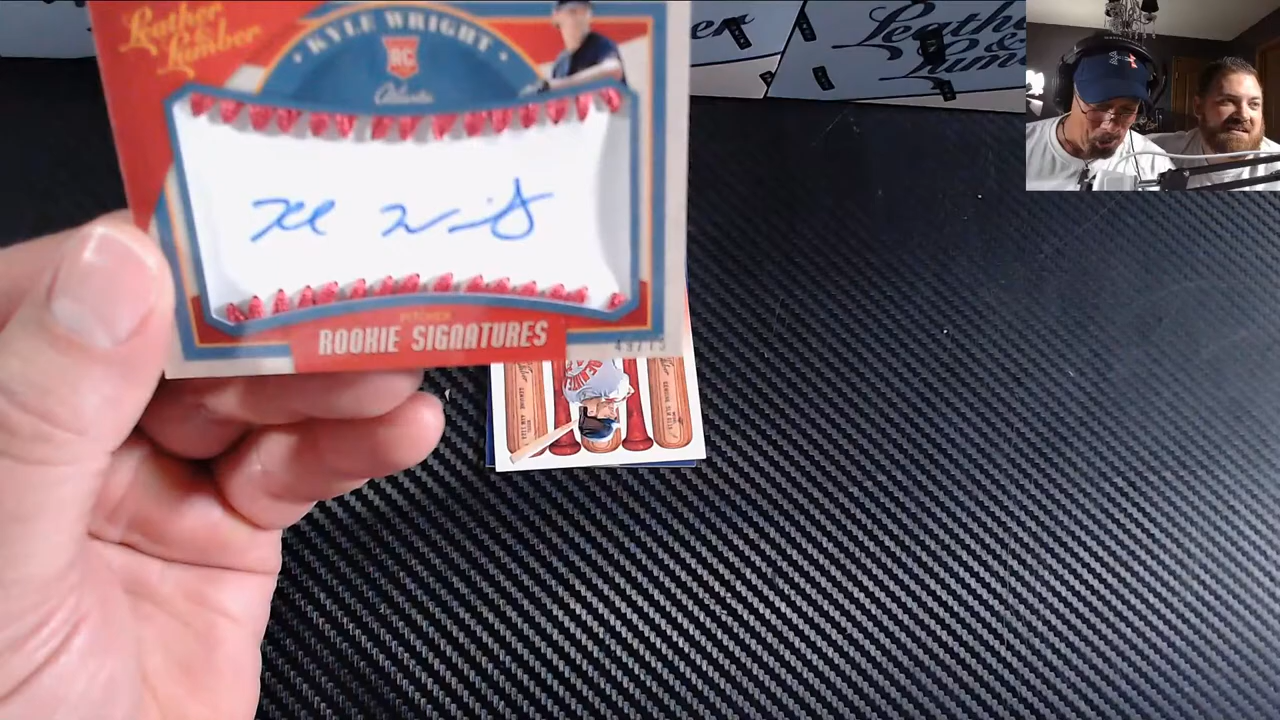 Leather
&
Lumber
KYLE WRIGHT
RC
Atlanta
PITCHER
ROOKIE SIGNATURES
Leather
&
Lumber